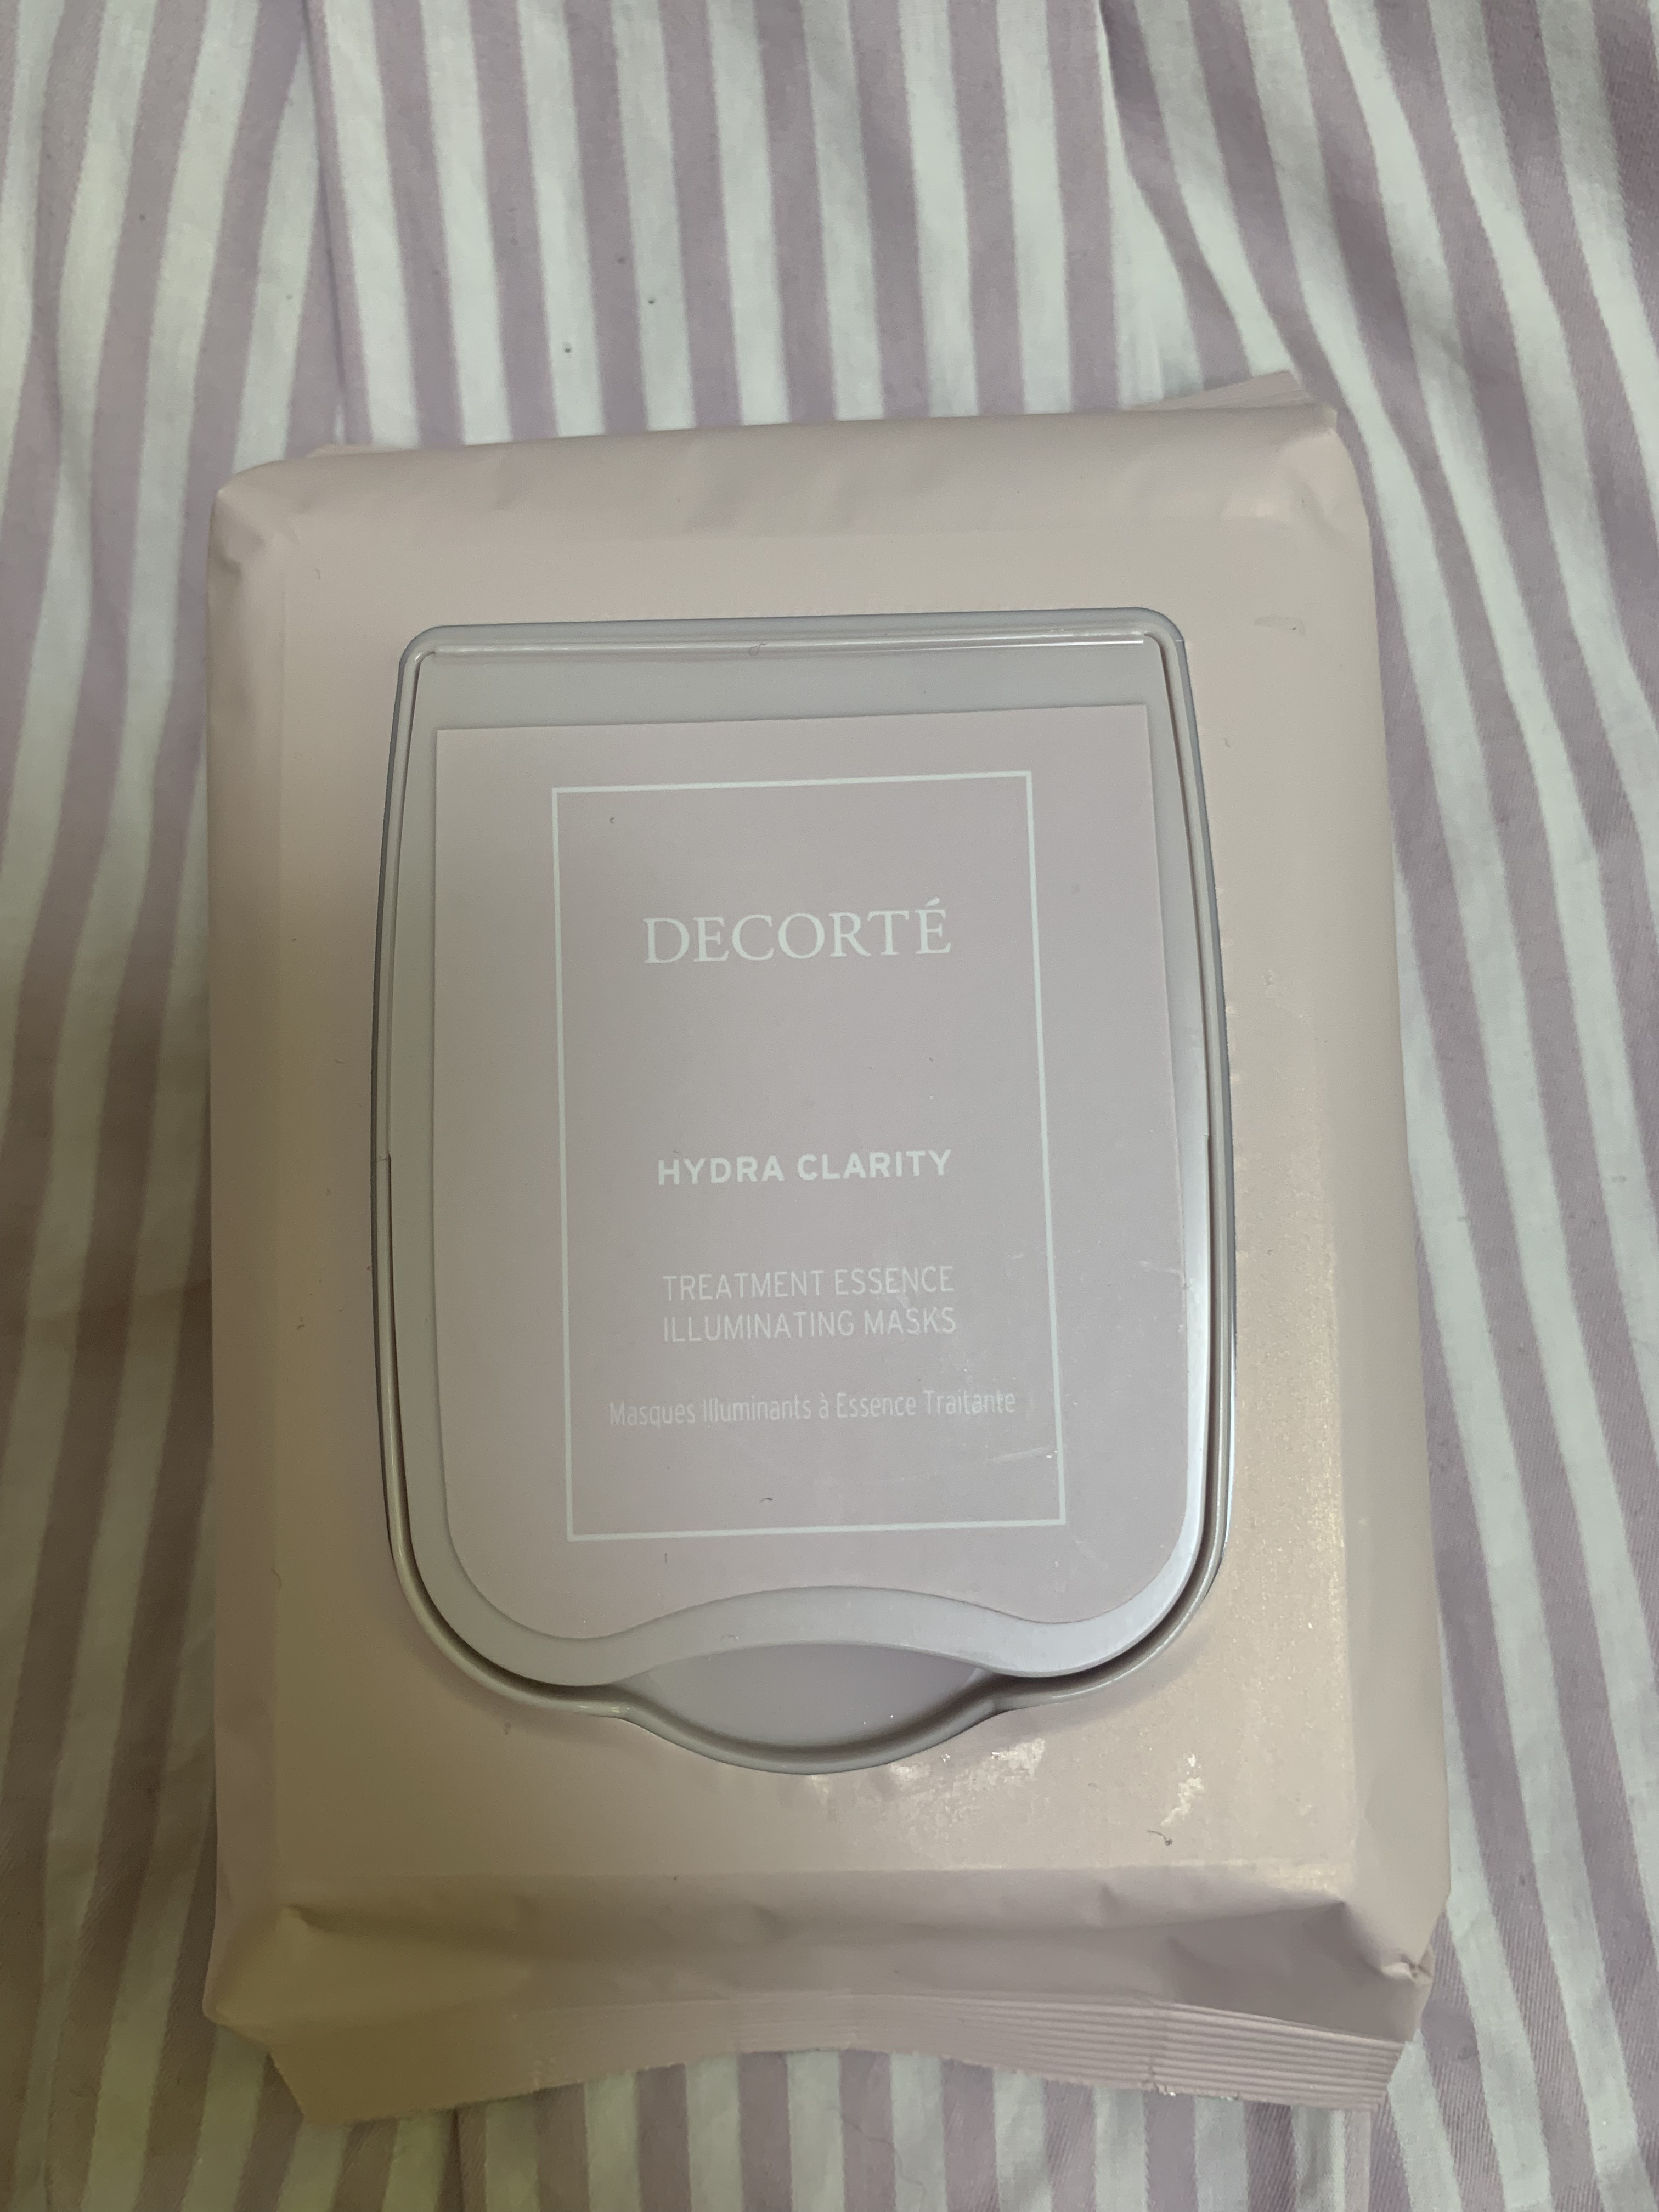 DECORTÉ
HYDRA CLARITY
TREATMENT ESSENCE
ILLUMINATING MASKS
Masques Illuminants à Essence Traitante